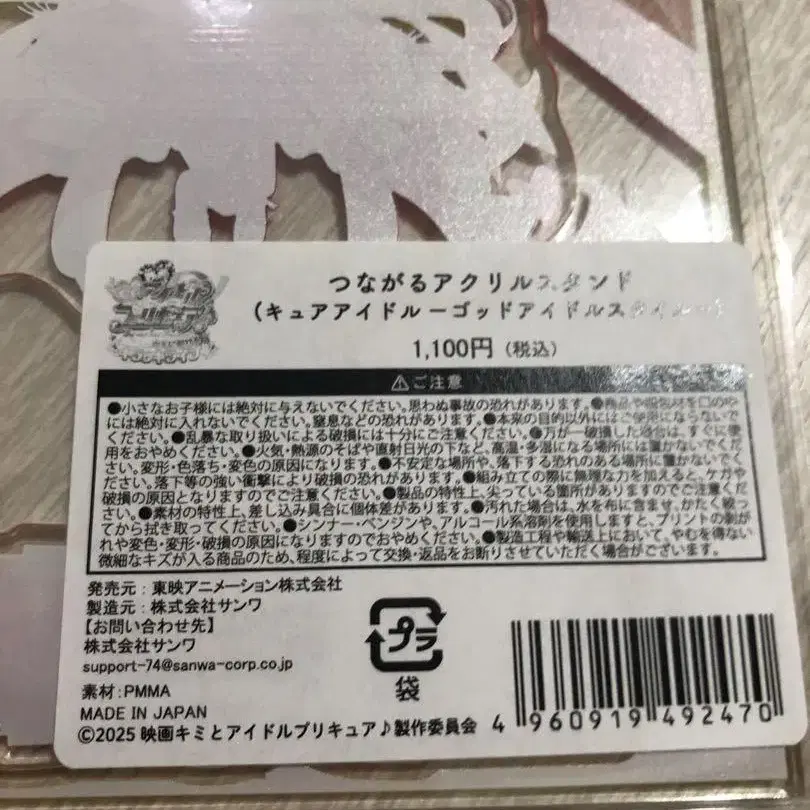 つながるアクリルスタンド
(キュアアイドルーゴッドアイドルスタイルー)
1,100円 (税込)
⚠ご注意
●小さなお子様には絶対に与えないでください。思わぬ事故の恐れがあります。●商品や包装材を口の中
には絶対に入れないでください。窒息などの恐れがあります。●本来の目的以外にはご使用にならないで
ください。●乱暴な取り扱いによる破損には十分にご注意ください。●万が一破損した場合は、すぐに使
用をおやめください。●火気・熱源のそばや直射日光の下など、高温・多湿になる場所には置かないでくだ
さい。変形・色落ち・変色の原因になります。●不安定な場所や、落下する恐れのある場所に置かないでくだ
さい。落下等の強い衝撃により破損の恐れがあります。●組み立ての際に無理な力を加えると、ケガや
破損の原因となりますのでご注意ください。●製品の特性上、尖っている箇所がありますのでご注意くださ
い。●素材の特性上、差し込み具合に個体差があります。●汚れた場合は、水を布に含ませ、かたく絞っ
てから拭き取ってください。●シンナー・ベンジンや、アルコール系溶剤を使用しますと、プリントの剥が
れや変色・変形・破損の原因になりますのでおやめください。●製造工程や輸送上において、やむを得ない
微細なキズが入る商品のため、程度によって交換・返品をお断りさせていただく場合がございます。
発売元:東映アニメーション株式会社
製造元:株式会社サンワ
【お問い合わせ先】
株式会社サンワ
support-74@sanwa-corp.co.jp
プラ
袋
素材:PMMA
MADE IN JAPAN
©2025 映画キミとアイドルプリキュア♪製作委員会
4 960919 492470